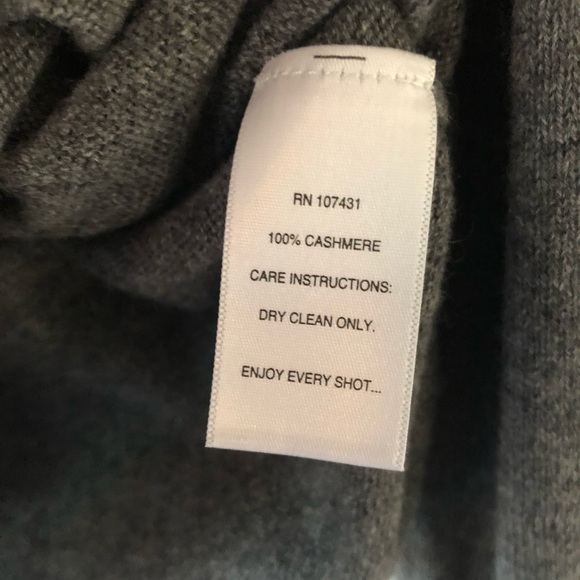 RN 107431
100% CASHMERE
CARE INSTRUCTIONS:
DRY CLEAN ONLY.
ENJOY EVERY SHOT...